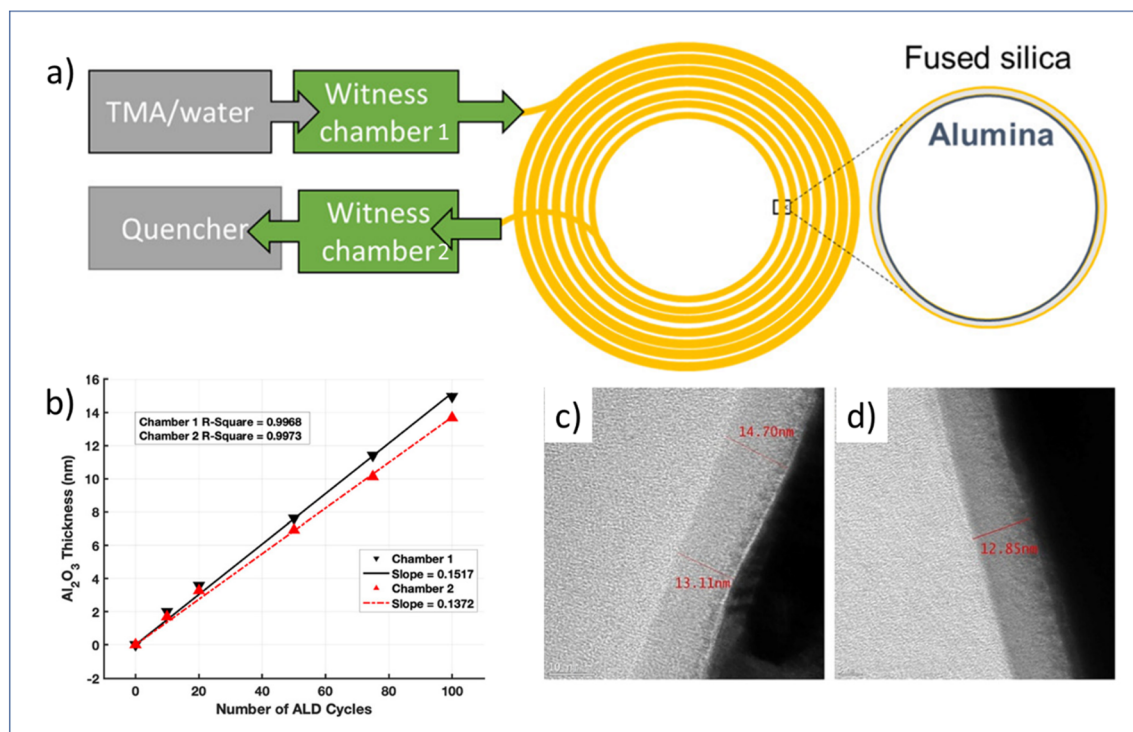 a)
TMA/water
Witness
chamber 1
Quencher
Witness
chamber 2
Fused silica
Alumina
b)
16
14
12
10
8
6
4
2
0
-2
Al2O3 Thickness (nm)
Chamber 1 R-Square = 0.9968
Chamber 2 R-Square = 0.9973
Chamber 1
Slope = 0.1517
Chamber 2
Slope = 0.1372
0 20 40 60 80 100
Number of ALD Cycles
c)
14.70nm
13.11nm
d)
12.85nm